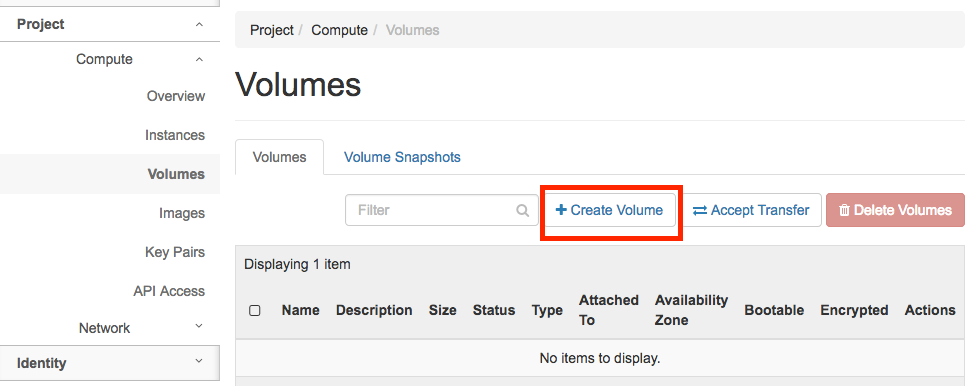 Project
Compute
Overview
Instances
Volumes
Images
Key Pairs
API Access
Network
Identity
Project / Compute / Volumes
Volumes
Volumes Volume Snapshots
Filter Create Volume Accept Transfer Delete Volumes
Displaying 1 item
Name Description Size Status Type Attached To Availability Zone Bootable Encrypted Actions
No items to display.